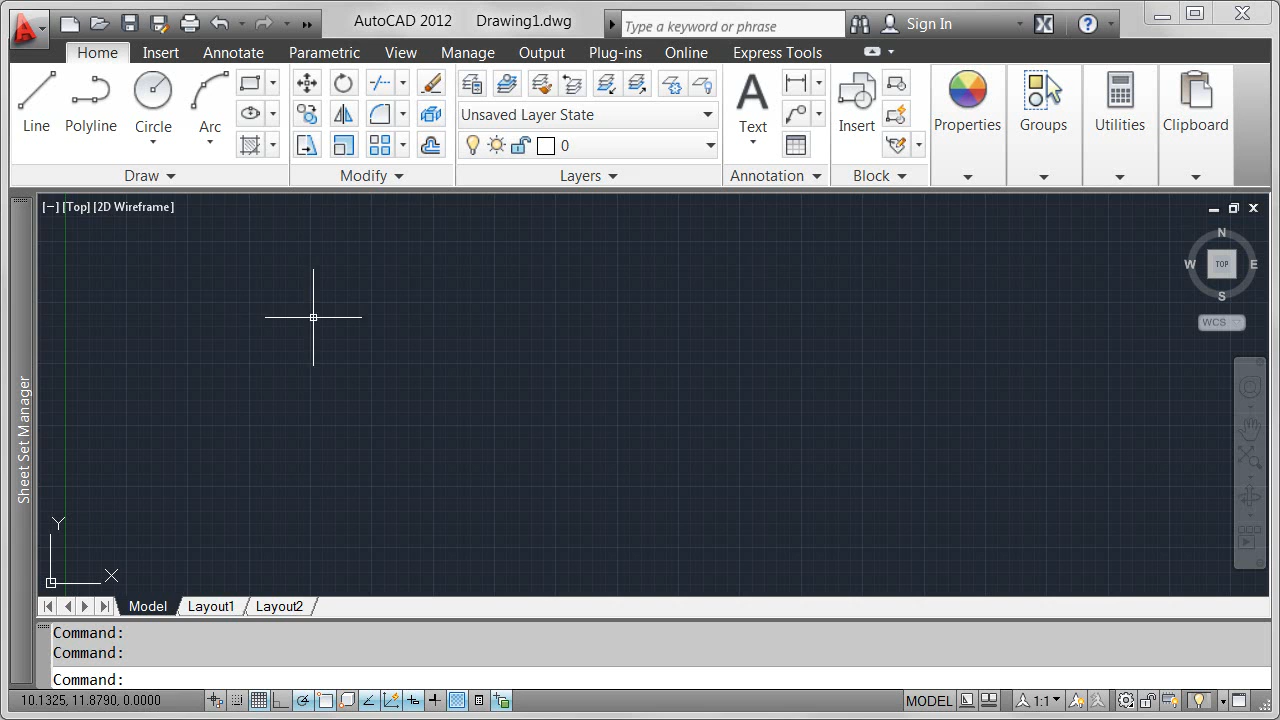 AutoCAD 2012 Drawing1.dwg Type a keyword or phrase Sign In
Home Insert Annotate Parametric View Manage Output Plug-ins Online Express Tools
Line Polyline Circle Arc
Unsaved Layer State
0
Text Insert Properties Groups Utilities Clipboard
Draw Modify Layers Annotation Block
[−] [Top] [2D Wireframe]
N
W TOP E
S
WCS
Sheet Set Manager
Y
X
Model Layout1 Layout2
Command:
Command:
Command:
10.1325, 11.8790, 0.0000 MODEL 1:1